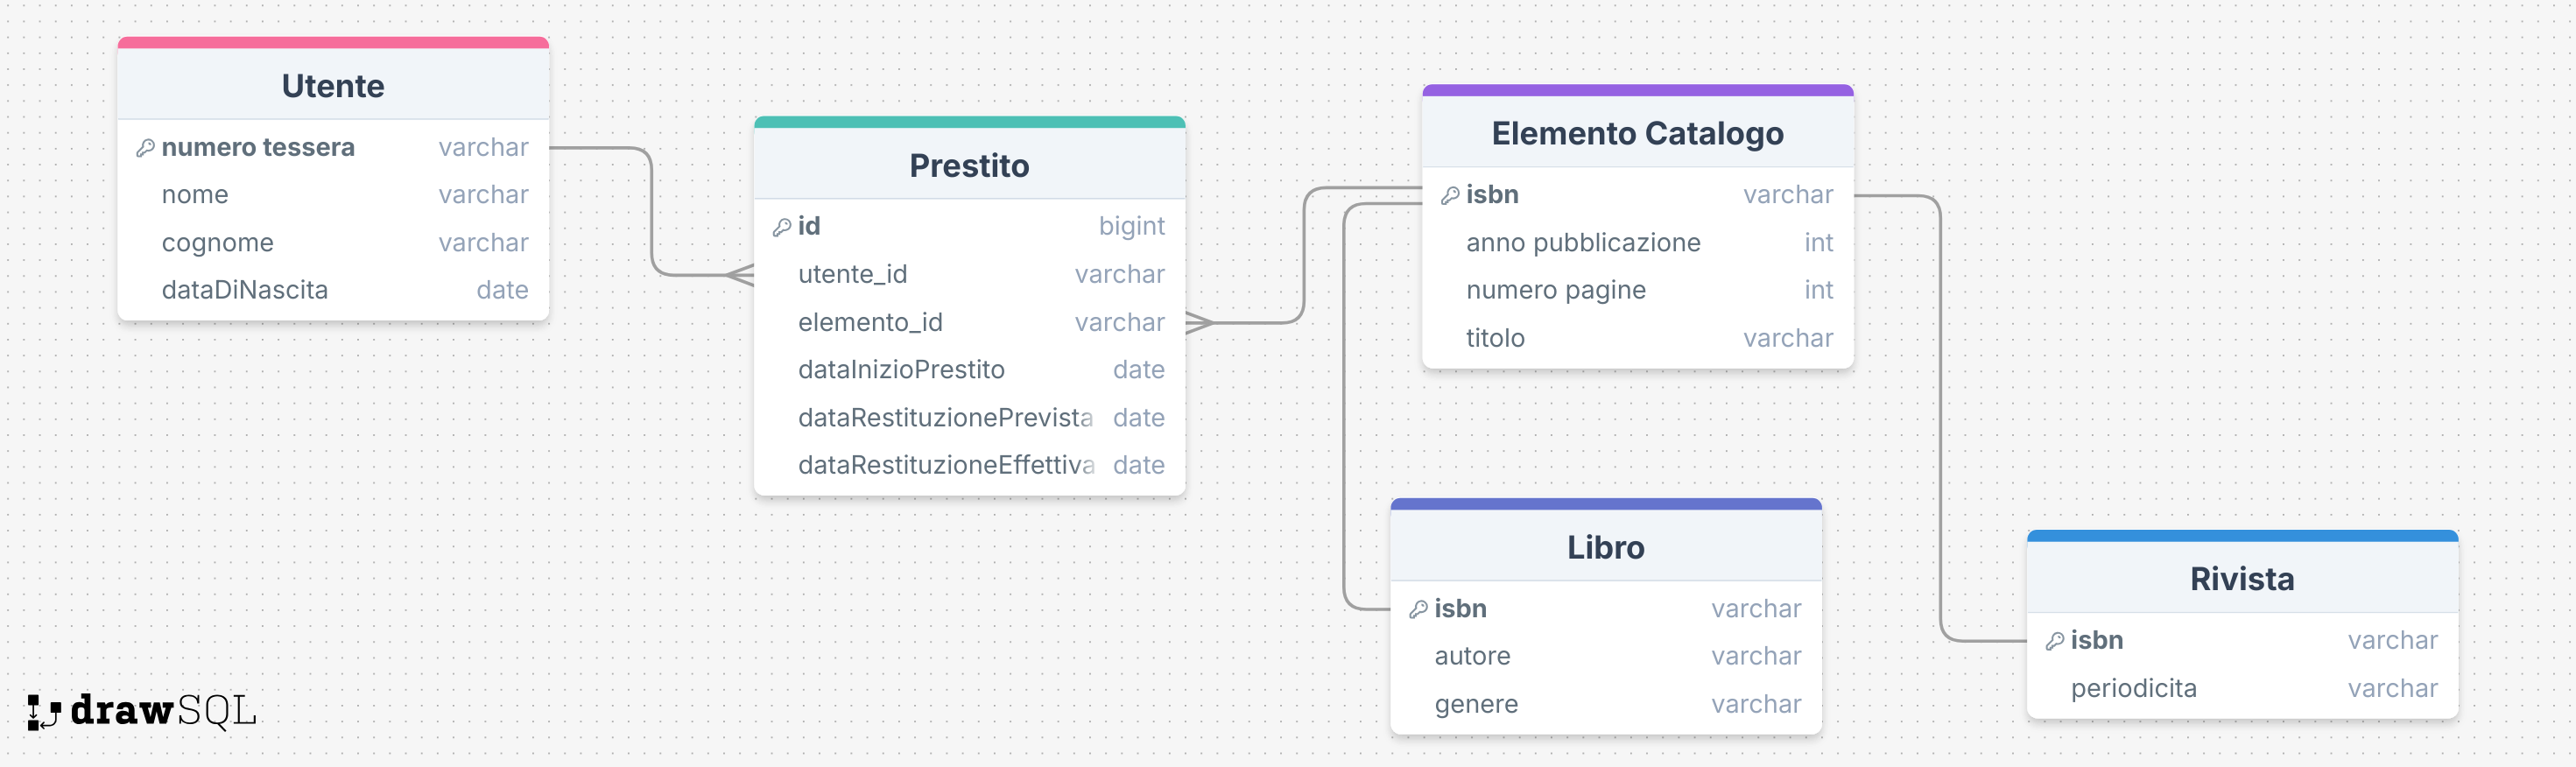 Utente
numero tessera varchar
nome varchar
cognome varchar
dataDiNascita date
Prestito
id bigint
utente_id varchar
elemento_id varchar
dataInizioPrestito date
dataRestituzionePrevista date
dataRestituzioneEffettiva date
Elemento Catalogo
isbn varchar
anno pubblicazione int
numero pagine int
titolo varchar
Libro
isbn varchar
autore varchar
genere varchar
Rivista
isbn varchar
periodicita varchar
drawSQL